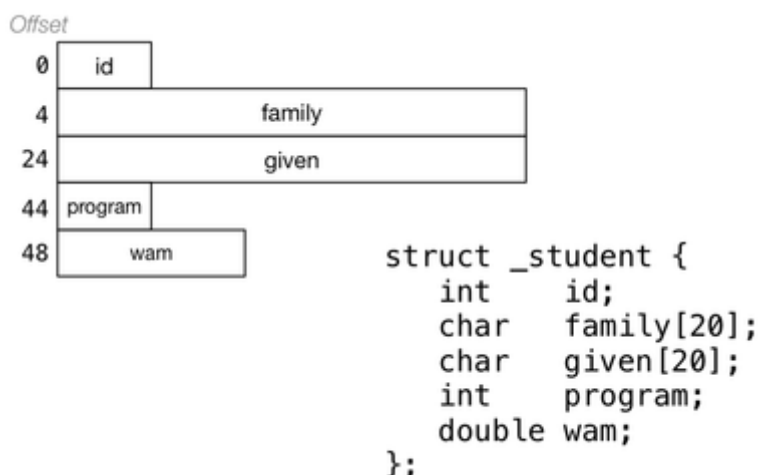 Offset
0 id
4 family
24 given
44 program
48 wam
struct _student {
   int    id;
   char   family[20];
   char   given[20];
   int    program;
   double wam;
};